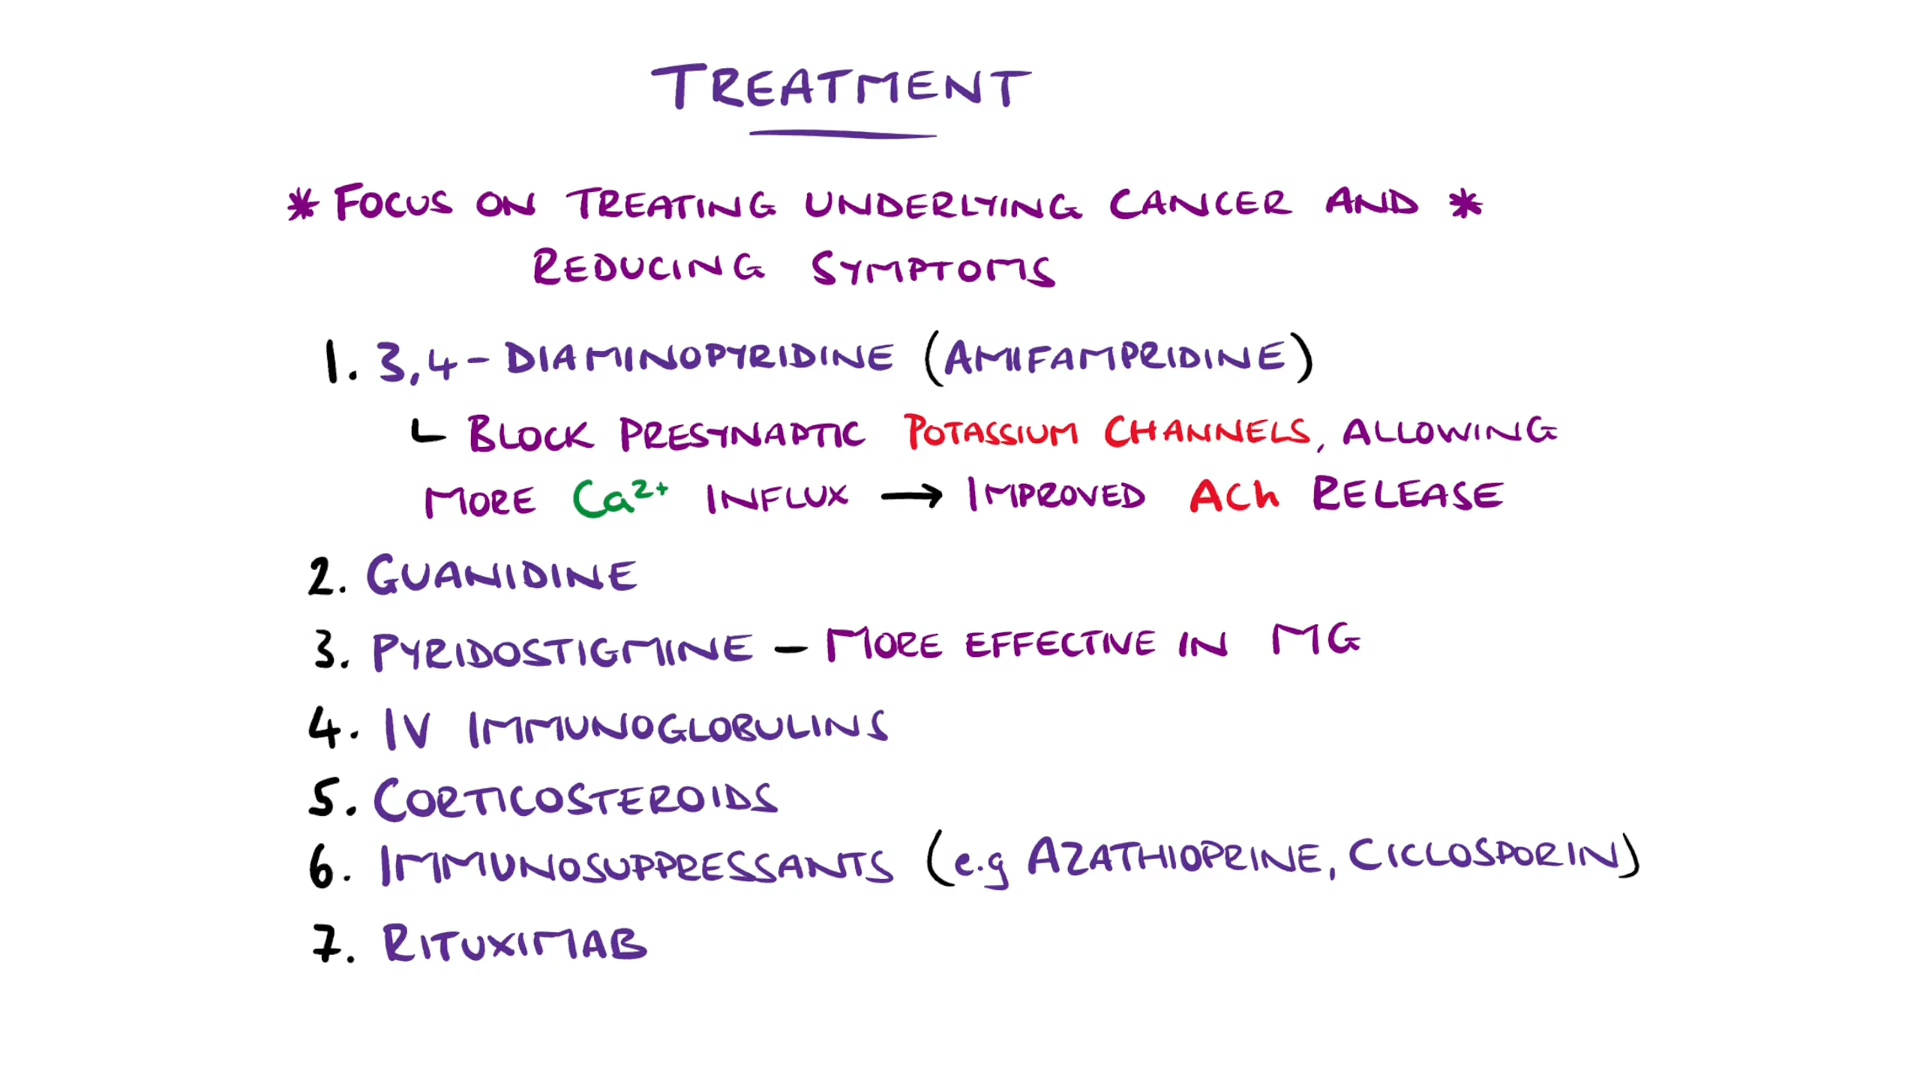 TREATMENT
* FOCUS ON TREATING UNDERLYING CANCER AND *
REDUCING SYMPTOMS
1. 3,4-DIAMINOPYRIDINE (AMIFAMPRIDINE)
BLOCK PRESYNAPTIC POTASSIUM CHANNELS, ALLOWING
MORE Ca²⁺ INFLUX → IMPROVED ACh RELEASE
2. GUANIDINE
3. PYRIDOSTIGMINE – MORE EFFECTIVE IN MG
4. IV IMMUNOGLOBULINS
5. CORTICOSTEROIDS
6. IMMUNOSUPPRESSANTS (e.g AZATHIOPRINE, CICLOSPORIN)
7. RITUXIMAB